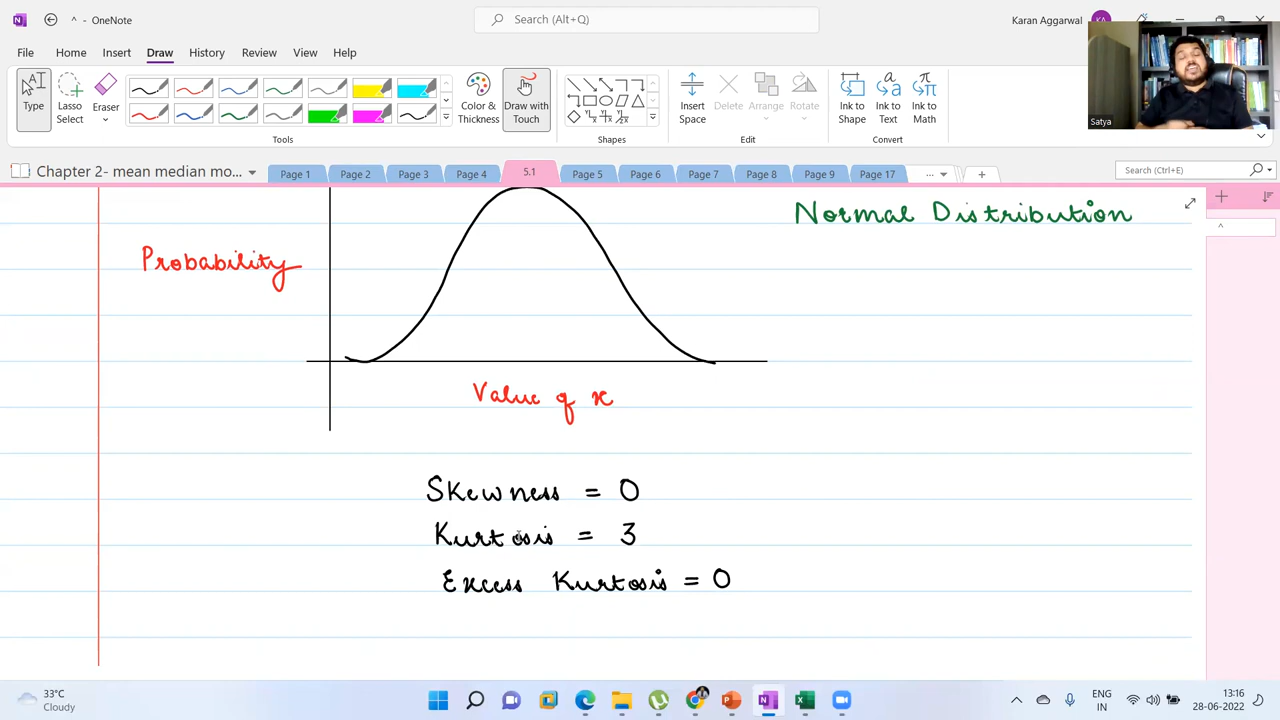 ^ - OneNote
Search (Alt+Q)
Karan Aggarwal
KA
File Home Insert Draw History Review View Help
Type
Lasso Select
Eraser
Color & Thickness
Draw with Touch
Insert Space
Delete
Arrange
Rotate
Ink to Shape
Ink to Text
Ink to Math
Tools
Shapes
Edit
Convert
Satya
Chapter 2- mean median mo...
Page 1 Page 2 Page 3 Page 4 5.1 Page 5 Page 6 Page 7 Page 8 Page 9 Page 17 ...
Search (Ctrl+E)
Normal Distribution
^
Probability
Value of x
Skewness = 0
Kurtosis = 3
Excess Kurtosis = 0
33°C
Cloudy
ENG
IN
13:16
28-06-2022